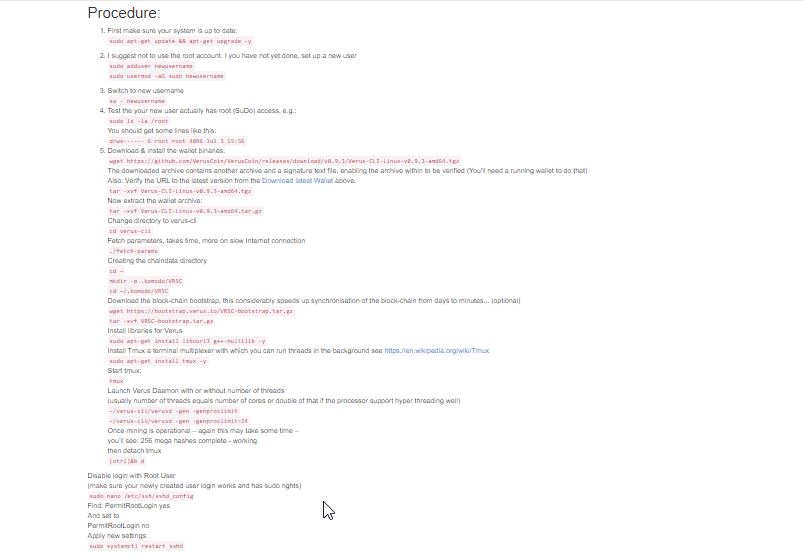 Procedure:
1. First make sure your system is up to date:
sudo apt-get update && apt-get upgrade -y
2. I suggest not to use the root account. I you have not yet done, set up a new user
sudo adduser newusername
sudo usermod -aG sudo newusername
3. Switch to new username
su - newusername
4. Test the your new user actually has root (SuDo) access, e.g.:
sudo ls -la /root
You should get some lines like this:
drwx------ 6 root root 4096 Jul 3 15:56
5. Download & install the wallet binaries:
wget https://github.com/VerusCoin/VerusCoin/releases/download/v0.9.3/Verus-CLI-Linux-v0.9.3-amd64.tgz
The downloaded archive contains another archive and a signature text file, enabling the archive within to be verified (You'll need a running wallet to do that)
Also: Verify the URL to the latest version from the Download latest Wallet above.
tar -xvf Verus-CLI-Linux-v0.9.3-amd64.tgz
Now extract the wallet archive:
tar -xvf Verus-CLI-Linux-v0.9.3-amd64.tar.gz
Change directory to verus-cli
cd verus-cli
Fetch parameters, takes time, more on slow Internet connection
./fetch-params
Creating the chaindata directory
cd ~
mkdir -p .komodo/VRSC
cd ~/.komodo/VRSC
Download the block-chain bootstrap, this considerably speeds up synchronisation of the block-chain from days to minutes... (optional)
wget https://bootstrap.verus.io/VRSC-bootstrap.tar.gz
tar -xvf VRSC-bootstrap.tar.gz
Install libraries for Verus
sudo apt-get install libcurl3 g++-multilib -y
Install Tmux a terminal multiplexer with which you can run threads in the background see https://en.wikipedia.org/wiki/Tmux
sudo apt-get install tmux -y
Start tmux:
tmux
Launch Verus Daemon with or without number of threads
(usually number of threads equals number of cores or double of that if the processor support hyper threading well)
~/verus-cli/verusd -gen -genproclimit
~/verus-cli/verusd -gen -genproclimit=24
Once mining is operational – again this may take some time –
you'll see: 256 mega hashes complete - working
then detach tmux
[ctrl]&b d
Disable login with Root User
(make sure your newly created user login works and has sudo rights)
sudo nano /etc/ssh/sshd_config
Find: PermitRootLogin yes
And set to
PermitRootLogin no
Apply new settings:
sudo systemctl restart sshd